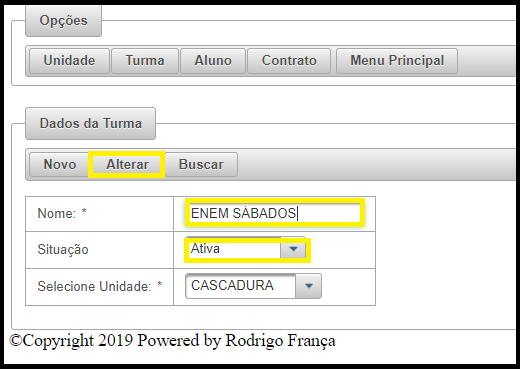 Opções
Unidade Turma Aluno Contrato Menu Principal
Dados da Turma
Novo Alterar Buscar
Nome: * ENEM SÁBADOS
Situação Ativa
Selecione Unidade: * CASCADURA
©Copyright 2019 Powered by Rodrigo França